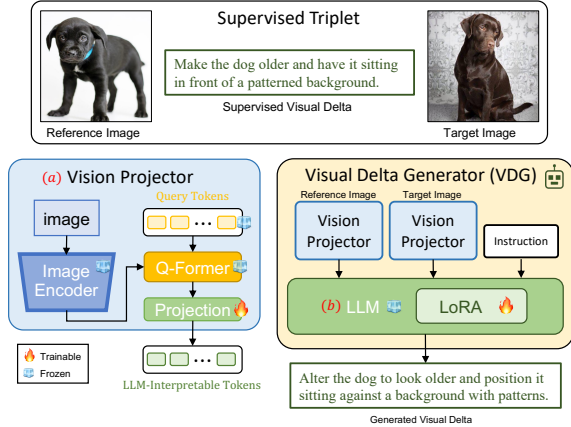 Supervised Triplet
Make the dog older and have it sitting
in front of a patterned background.
Supervised Visual Delta
Reference Image
Target Image
(a) Vision Projector
Query Tokens
image
Image
Encoder
Q-Former
Projection
Trainable
Frozen
LLM-Interpretable Tokens
Visual Delta Generator (VDG)
Reference Image
Target Image
Vision
Projector
Vision
Projector
Instruction
(b) LLM
LoRA
Alter the dog to look older and position it
sitting against a background with patterns.
Generated Visual Delta